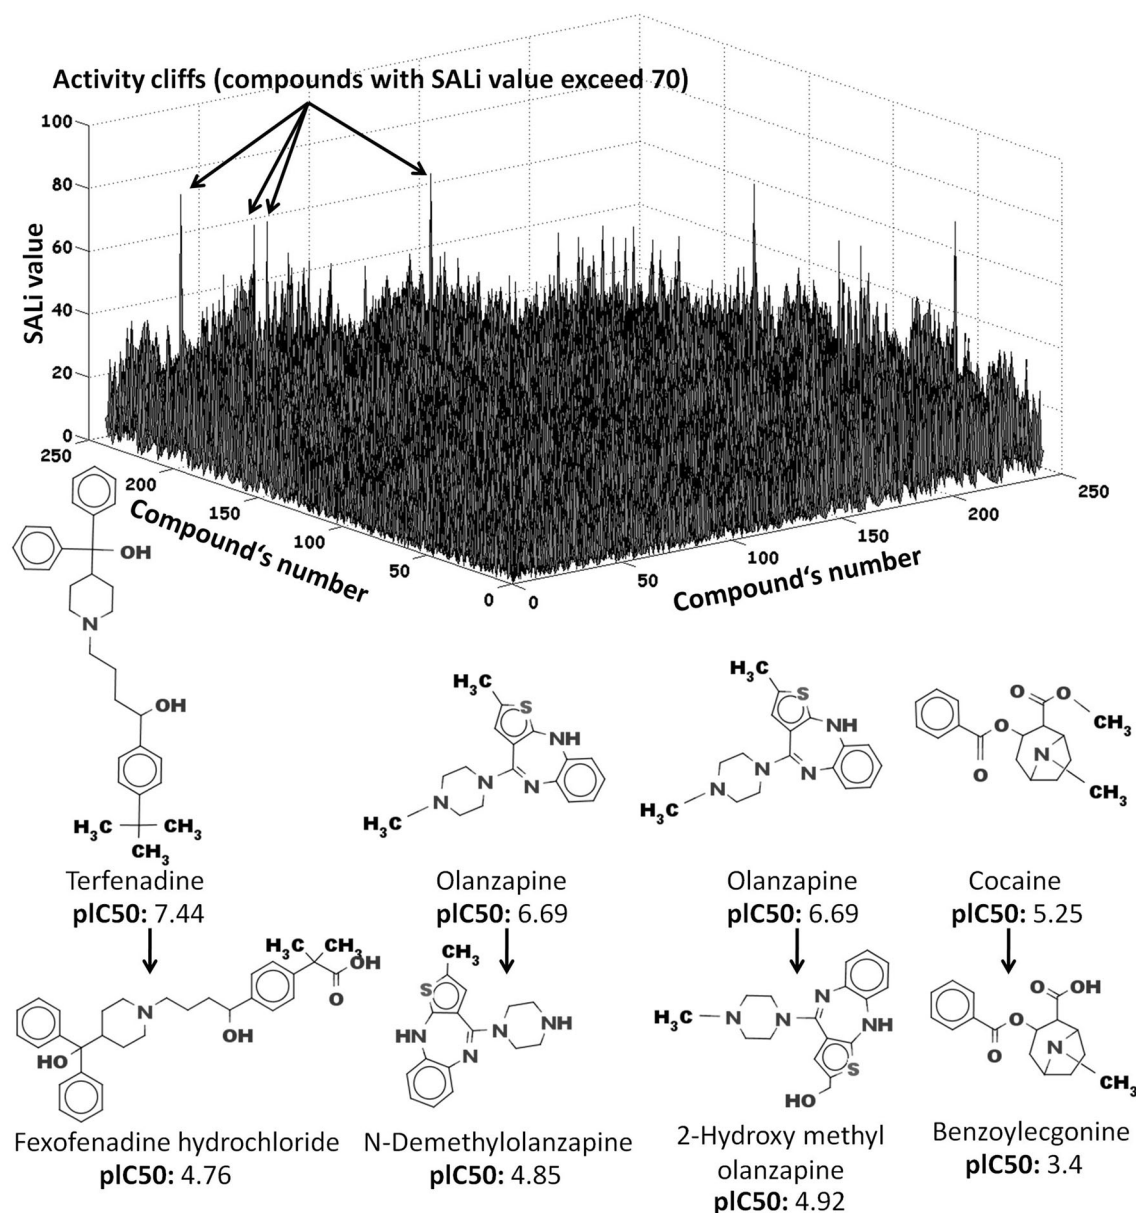 Activity cliffs (compounds with SALi value exceed 70)
100
80
60
40
20
0
SALi value
250
200
150
100
50
0
Compound‘s number
0
50
100
150
200
250
Compound‘s number
OH
N
OH
H3C
CH3
CH3
Terfenadine
pIC50: 7.44
H3C
S
NH
N
N
N
H3C
Olanzapine
pIC50: 6.69
H3C
S
NH
N
N
N
H3C
Olanzapine
pIC50: 6.69
O
O
CH3
O
O
N
CH3
Cocaine
pIC50: 5.25
H3C
CH3
OH
O
N
OH
HO
Fexofenadine hydrochloride
pIC50: 4.76
CH3
S
HN
N
NH
N
N-Demethylolanzapine
pIC50: 4.85
N
H3C
N
N
NH
S
HO
2-Hydroxy methyl
olanzapine
pIC50: 4.92
O
OH
O
O
N
CH3
Benzoylecgonine
pIC50: 3.4